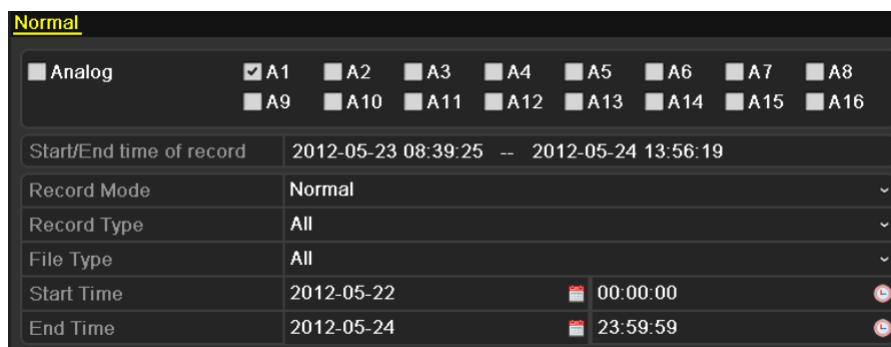 Normal
Analog A1 A2 A3 A4 A5 A6 A7 A8
A9 A10 A11 A12 A13 A14 A15 A16
Start/End time of record 2012-05-23 08:39:25 -- 2012-05-24 13:56:19
Record Mode Normal
Record Type All
File Type All
Start Time 2012-05-22 00:00:00
End Time 2012-05-24 23:59:59